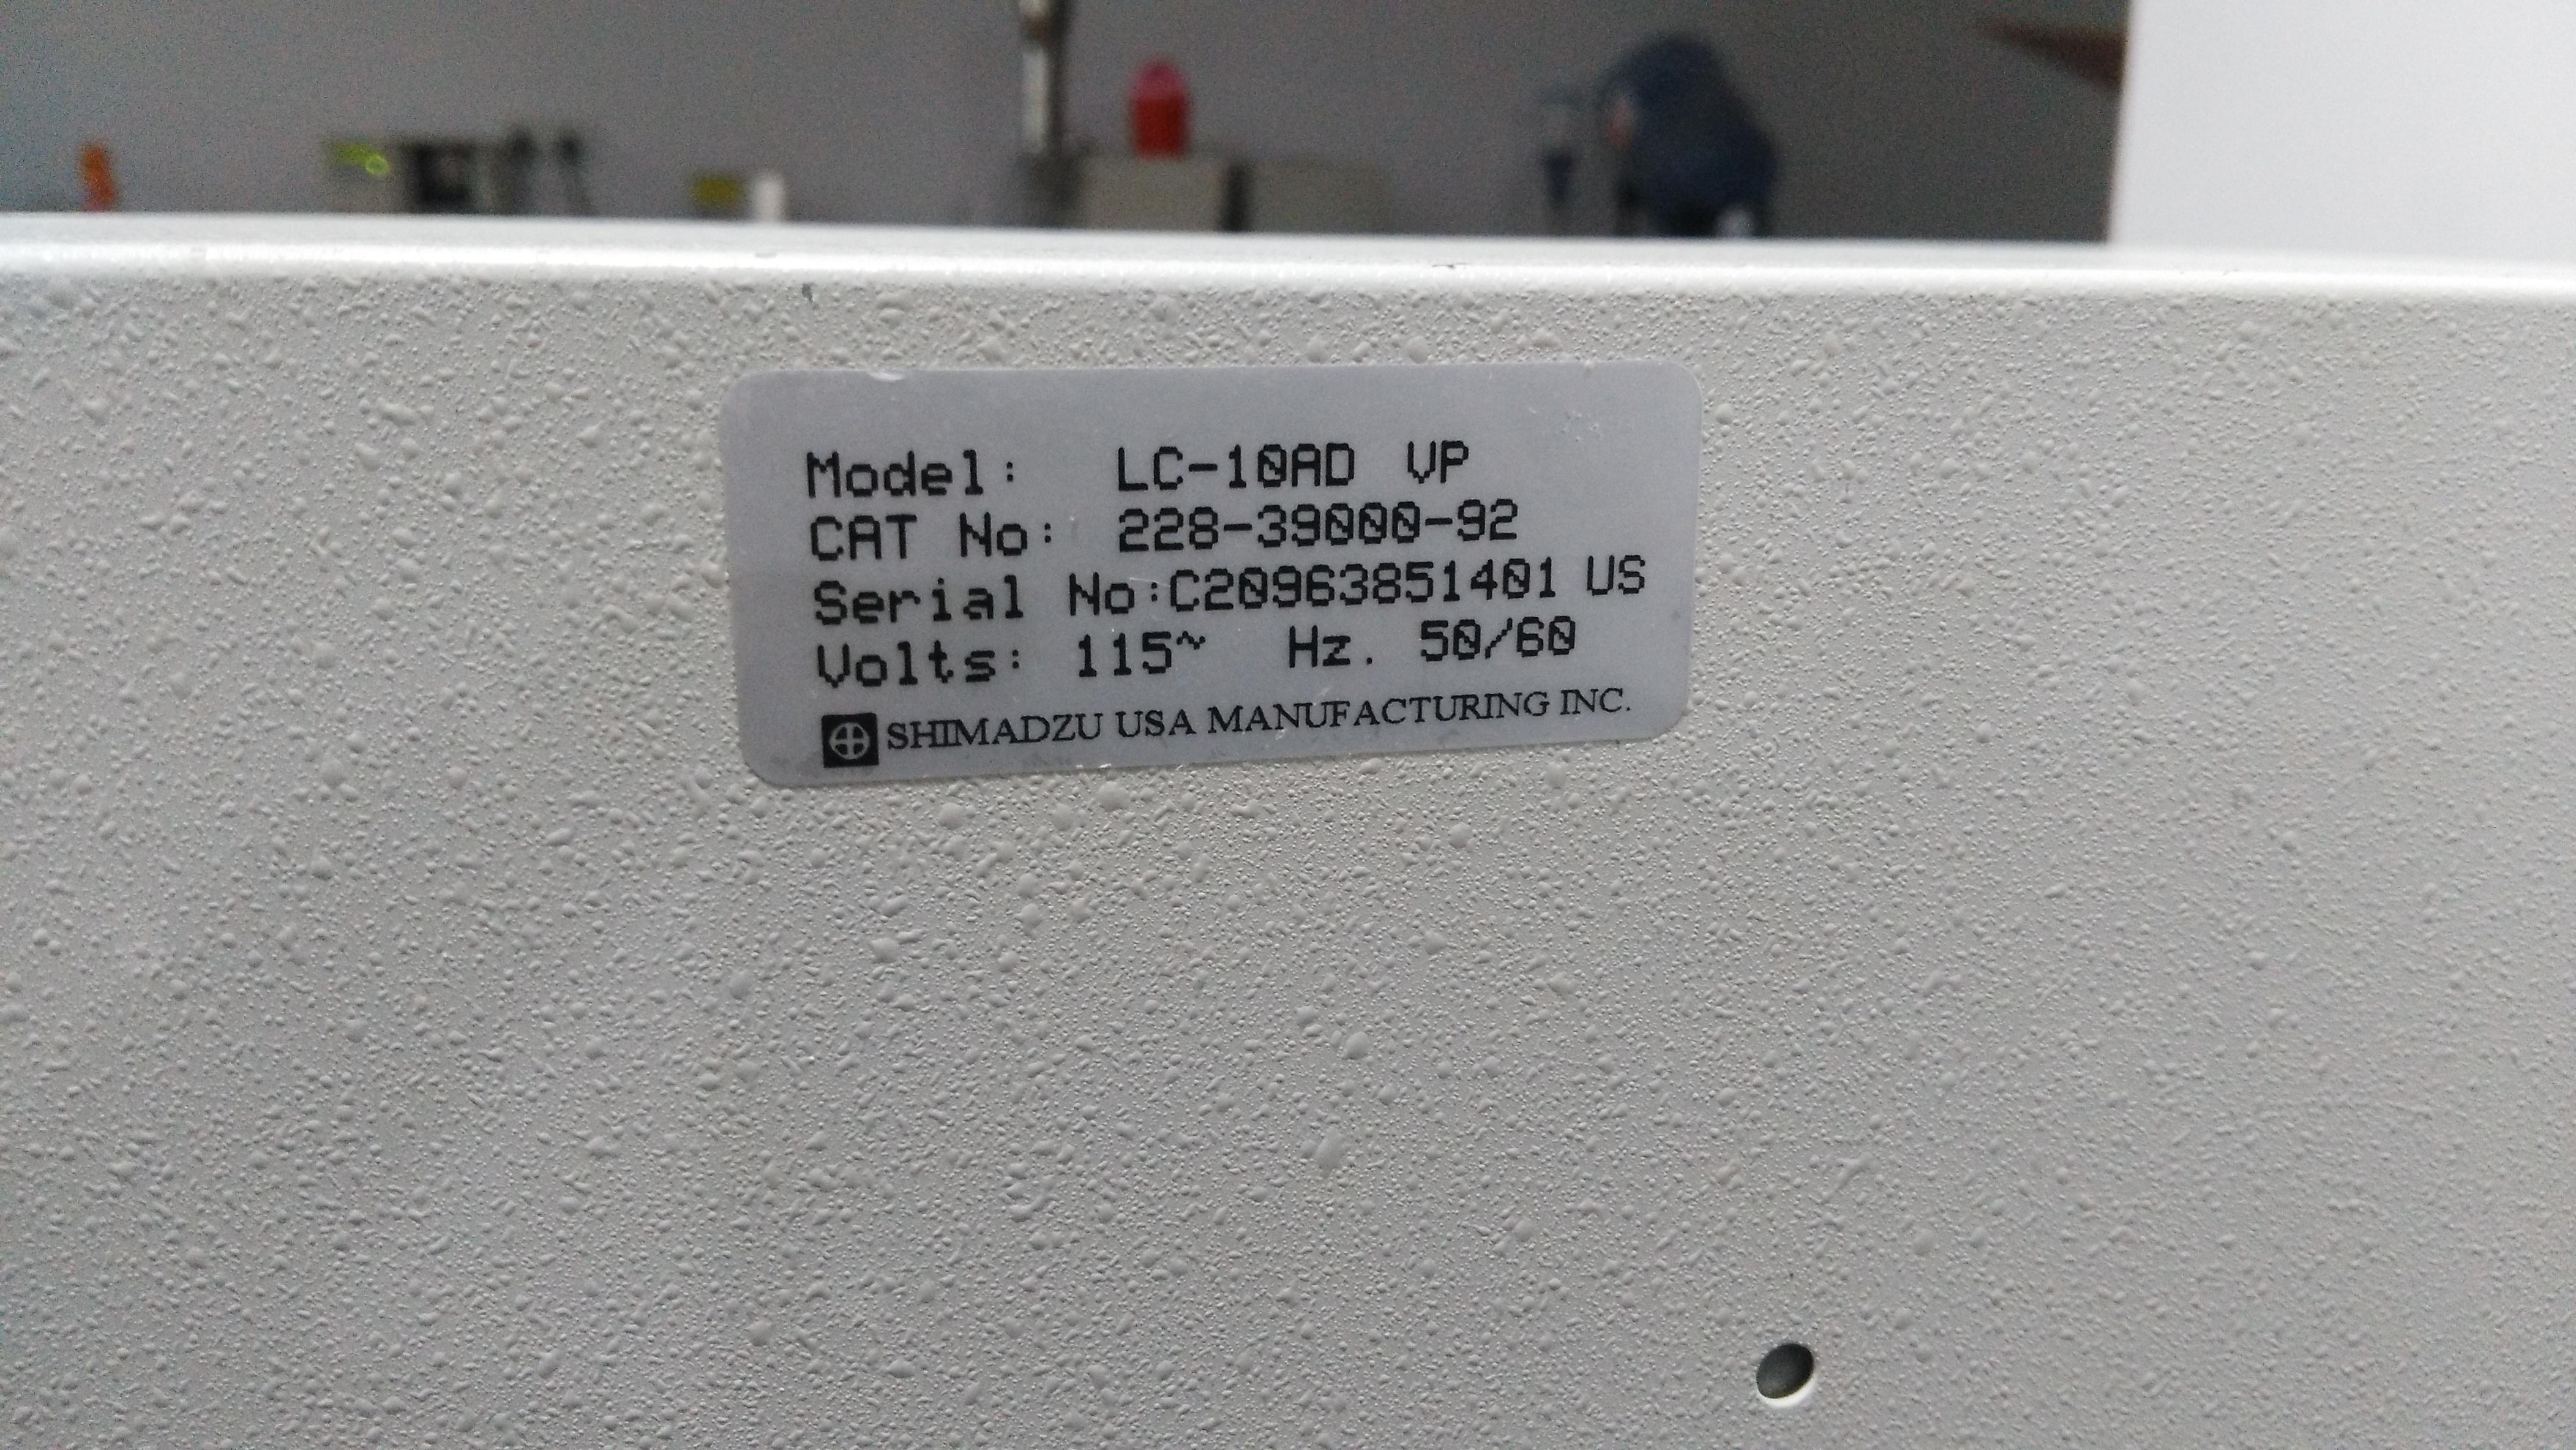 Model: LC-10AD VP
CAT No: 228-39000-92
Serial No:C20963851401 US
Volts: 115~ Hz. 50/60
SHIMADZU USA MANUFACTURING INC.